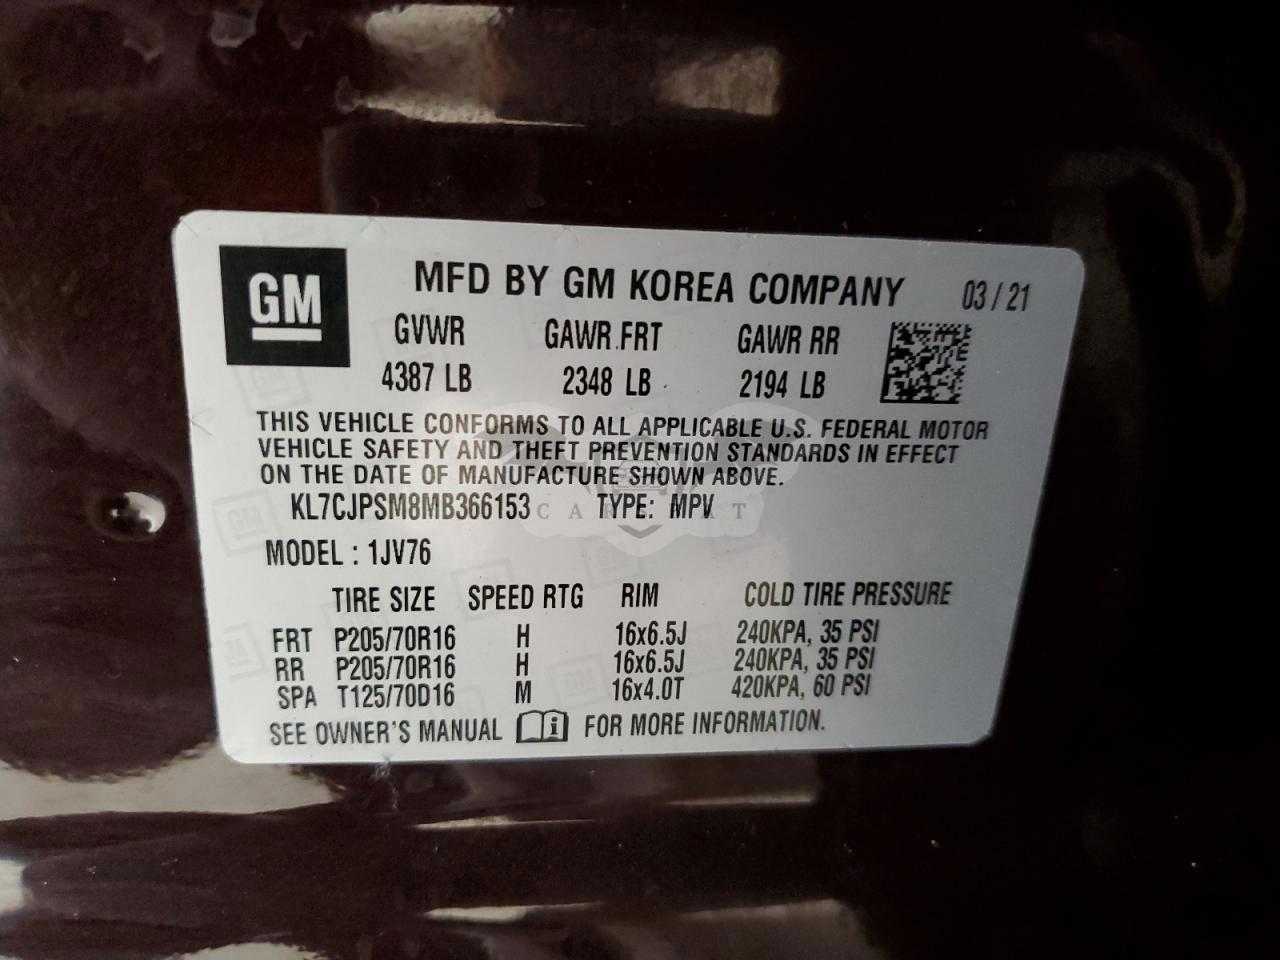 GM
MFD BY GM KOREA COMPANY 03/21
GVWR GAWR FRT GAWR RR
4387 LB 2348 LB 2194 LB
THIS VEHICLE CONFORMS TO ALL APPLICABLE U.S. FEDERAL MOTOR
VEHICLE SAFETY AND THEFT PREVENTION STANDARDS IN EFFECT
ON THE DATE OF MANUFACTURE SHOWN ABOVE.
KL7CJPSM8MB366153 TYPE: MPV
MODEL : 1JV76
TIRE SIZE SPEED RTG RIM COLD TIRE PRESSURE
FRT P205/70R16 H 16x6.5J 240KPA, 35 PSI
RR P205/70R16 H 16x6.5J 240KPA, 35 PSI
SPA T125/70D16 M 16x4.0T 420KPA, 60 PSI
SEE OWNER'S MANUAL i FOR MORE INFORMATION.